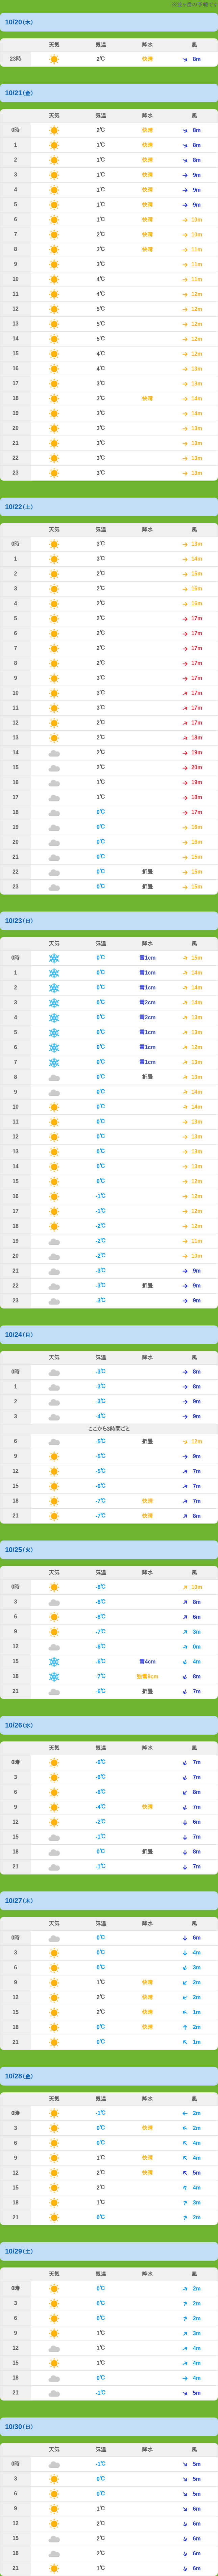 10/20(木)
天気 気温 降水 風
23時 2℃ 快晴 8m
10/21(金)
天気 気温 降水 風
0時 2℃ 快晴 8m
1 1℃ 快晴 8m
2 1℃ 快晴 8m
3 1℃ 快晴 9m
4 1℃ 快晴 9m
5 1℃ 快晴 9m
6 1℃ 快晴 10m
7 2℃ 快晴 10m
8 3℃ 快晴 11m
9 3℃ 11m
10 4℃ 11m
11 4℃ 12m
12 5℃ 12m
13 5℃ 12m
14 5℃ 12m
15 4℃ 12m
16 4℃ 13m
17 3℃ 13m
18 3℃ 快晴 14m
19 3℃ 14m
20 3℃ 13m
21 3℃ 13m
22 3℃ 13m
23 3℃ 13m
10/22(土)
天気 気温 降水 風
0時 3℃ 13m
1 3℃ 14m
2 2℃ 15m
3 2℃ 16m
4 2℃ 16m
5 2℃ 17m
6 2℃ 17m
7 2℃ 17m
8 2℃ 17m
9 3℃ 17m
10 3℃ 17m
11 3℃ 17m
12 2℃ 17m
13 2℃ 18m
14 2℃ 19m
15 2℃ 20m
16 1℃ 19m
17 1℃ 18m
18 0℃ 17m
19 0℃ 16m
20 0℃ 16m
21 0℃ 15m
22 0℃ 折曇 15m
23 0℃ 折曇 15m
10/23(日)
天気 気温 降水 風
0時 0℃ 雪1cm 15m
1 0℃ 雪1cm 14m
2 0℃ 雪1cm 14m
3 0℃ 雪2cm 14m
4 0℃ 雪2cm 13m
5 0℃ 雪1cm 13m
6 0℃ 雪1cm 12m
7 0℃ 雪1cm 13m
8 0℃ 折曇 13m
9 0℃ 14m
10 0℃ 14m
11 0℃ 13m
12 0℃ 13m
13 0℃ 13m
14 0℃ 13m
15 0℃ 12m
16 -1℃ 12m
17 -1℃ 12m
18 -2℃ 12m
19 -2℃ 11m
20 -2℃ 10m
21 -3℃ 9m
22 -3℃ 折曇 9m
23 -3℃ 9m
10/24(月)
天気 気温 降水 風
0時 -3℃ 8m
1 -3℃ 8m
2 -3℃ 9m
3 -4℃ 9m
ここから3時間ごと
6 -5℃ 折曇 12m
9 -5℃ 9m
12 -5℃ 7m
15 -6℃ 7m
18 -7℃ 快晴 7m
21 -7℃ 快晴 8m
10/25(火)
天気 気温 降水 風
0時 -8℃ 10m
3 -8℃ 8m
6 -8℃ 6m
9 -7℃ 3m
12 -6℃ 0m
15 -6℃ 雪4cm 4m
18 -7℃ 8m
21 -6℃ 折曇 7m
10/26(水)
天気 気温 降水 風
0時 -6℃ 7m
3 -6℃ 7m
6 -6℃ 8m
9 -4℃ 快晴 7m
12 -2℃ 6m
15 -1℃ 7m
18 0℃ 折曇 8m
21 -1℃ 7m
10/27(木)
天気 気温 降水 風
0時 0℃ 6m
3 0℃ 4m
6 0℃ 3m
9 1℃ 快晴 2m
12 2℃ 快晴 2m
15 2℃ 快晴 1m
18 0℃ 快晴 2m
21 0℃ 1m
10/28(金)
天気 気温 降水 風
0時 -1℃ 2m
3 0℃ 快晴 2m
6 0℃ 4m
9 1℃ 快晴 4m
12 2℃ 快晴 5m
15 2℃ 4m
18 1℃ 3m
21 0℃ 2m
10/29(土)
天気 気温 降水 風
0時 0℃ 2m
3 0℃ 2m
6 0℃ 2m
9 1℃ 3m
12 1℃ 4m
15 1℃ 4m
18 0℃ 4m
21 -1℃ 5m
10/30(日)
天気 気温 降水 風
0時 -1℃ 5m
3 0℃ 5m
6 0℃ 5m
9 1℃ 6m
12 2℃ 6m
15 2℃ 6m
18 2℃ 6m
21 1℃ 6m